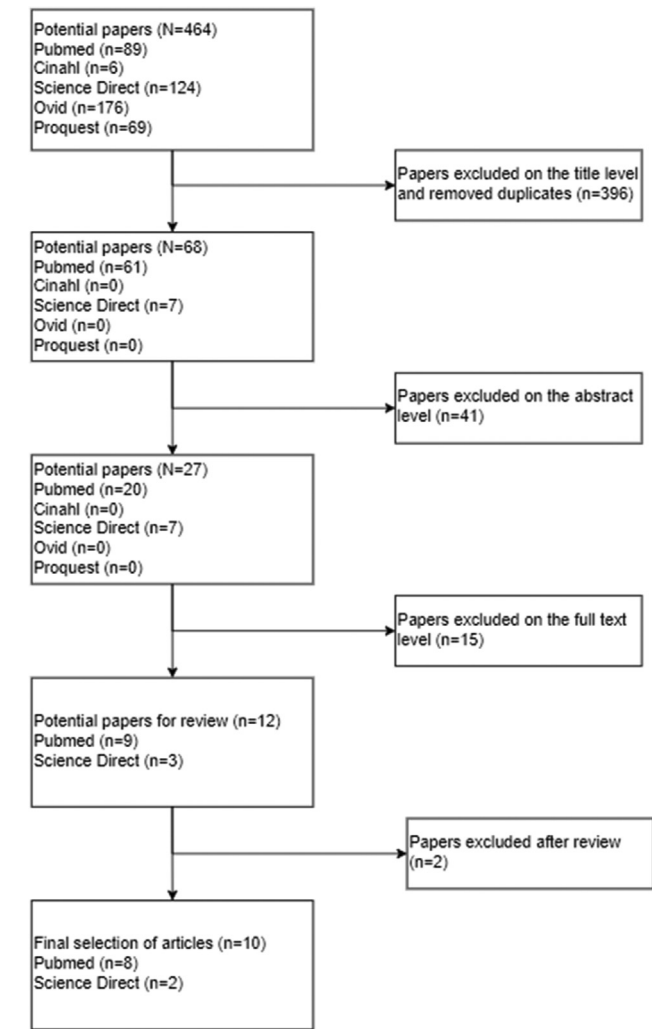 Potential papers (N=464)
Pubmed (n=89)
Cinahl (n=6)
Science Direct (n=124)
Ovid (n=176)
Proquest (n=69)
Papers excluded on the title level
and removed duplicates (n=396)
Potential papers (N=68)
Pubmed (n=61)
Cinahl (n=0)
Science Direct (n=7)
Ovid (n=0)
Proquest (n=0)
Papers excluded on the abstract
level (n=41)
Potential papers (N=27)
Pubmed (n=20)
Cinahl (n=0)
Science Direct (n=7)
Ovid (n=0)
Proquest (n=0)
Papers excluded on the full text
level (n=15)
Potential papers for review (n=12)
Pubmed (n=9)
Science Direct (n=3)
Papers excluded after review
(n=2)
Final selection of articles (n=10)
Pubmed (n=8)
Science Direct (n=2)